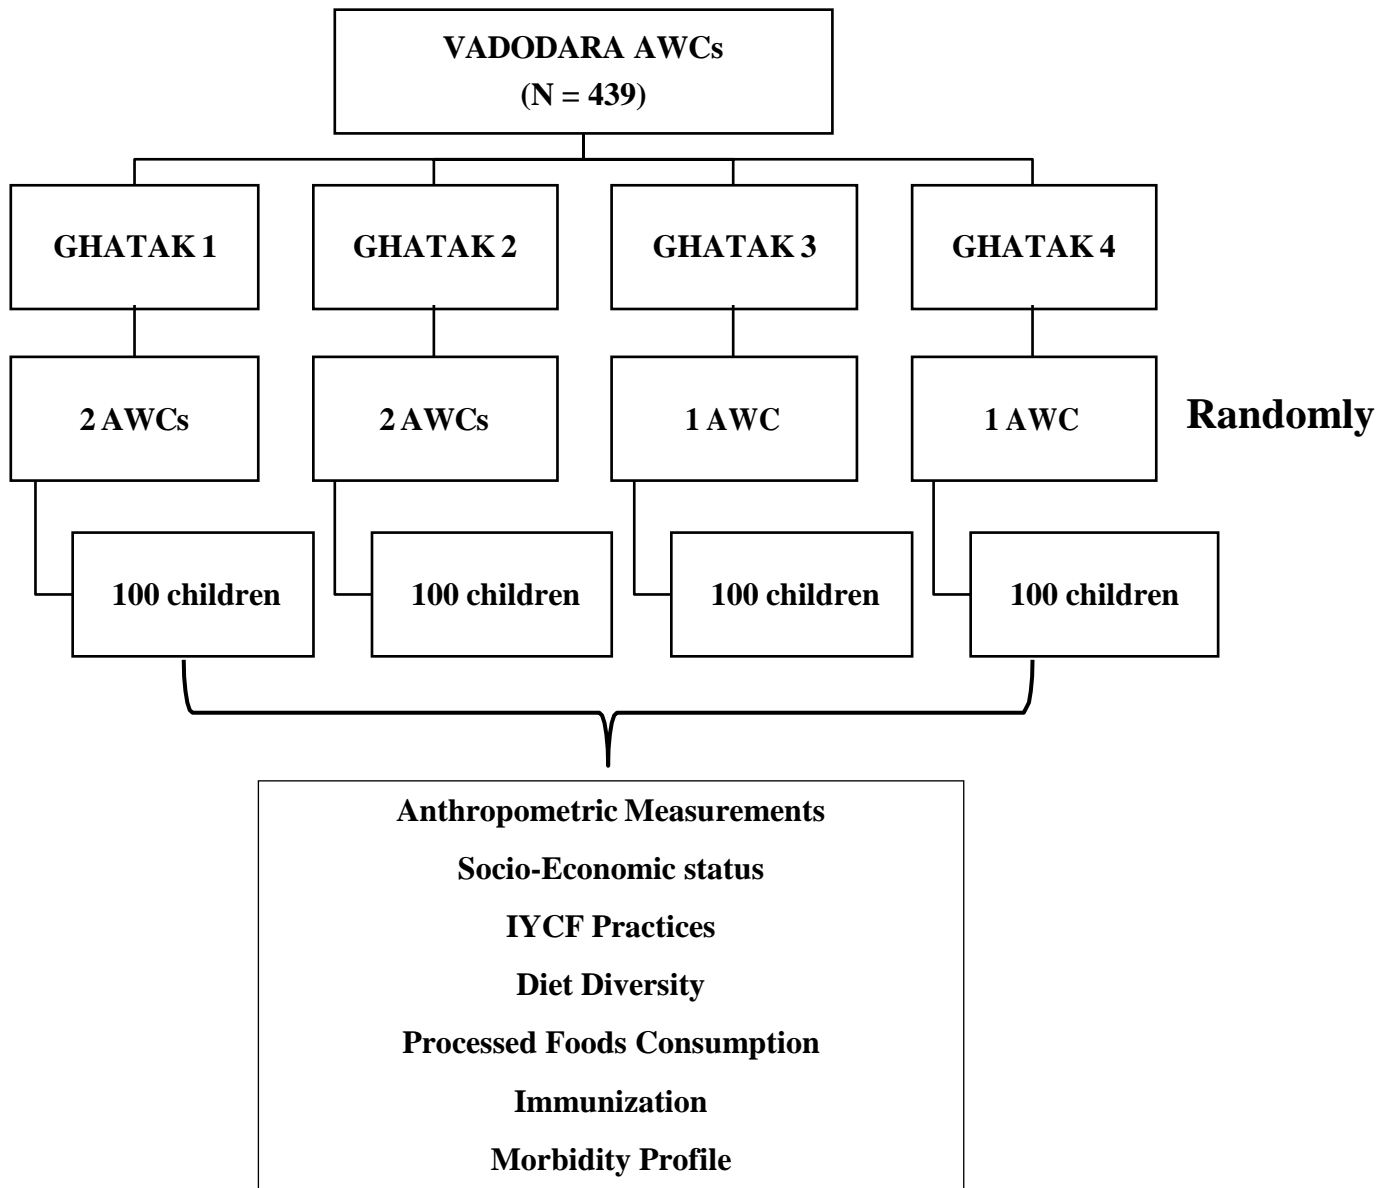 VADODARA AWCs
(N = 439)
GHATAK 1
GHATAK 2
GHATAK 3
GHATAK 4
2 AWCs
2 AWCs
1 AWC
1 AWC
Randomly
100 children
100 children
100 children
100 children
Anthropometric Measurements
Socio-Economic status
IYCF Practices
Diet Diversity
Processed Foods Consumption
Immunization
Morbidity Profile